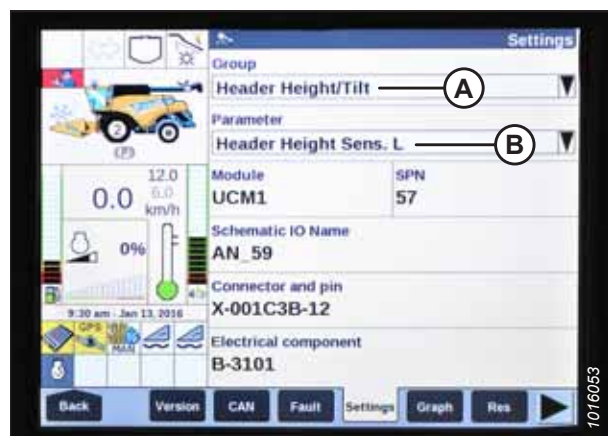 Settings
Group
Header Height/Tilt
A
Parameter
Header Height Sens. L
B
Module
SPN
UCM1
57
Schematic IO Name
AN_59
Connector and pin
X-001C3B-12
Electrical component
B-3101
2
(P)
12.0
6.0
0.0
km/h
0%
9:30 am - Jan 13, 2016
GPS
MAN
Back
Version
CAN
Fault
Settings
Graph
Res
1016053